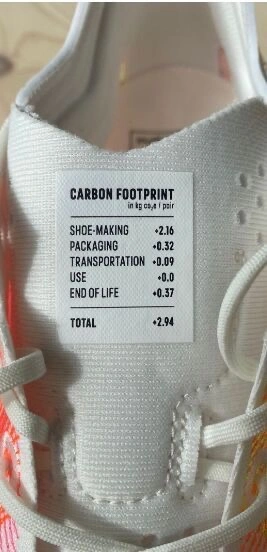 CARBON FOOTPRINT
in kg co₂e / pair
SHOE-MAKING +2.16
PACKAGING +0.32
TRANSPORTATION +0.09
USE +0.0
END OF LIFE +0.37
TOTAL +2.94